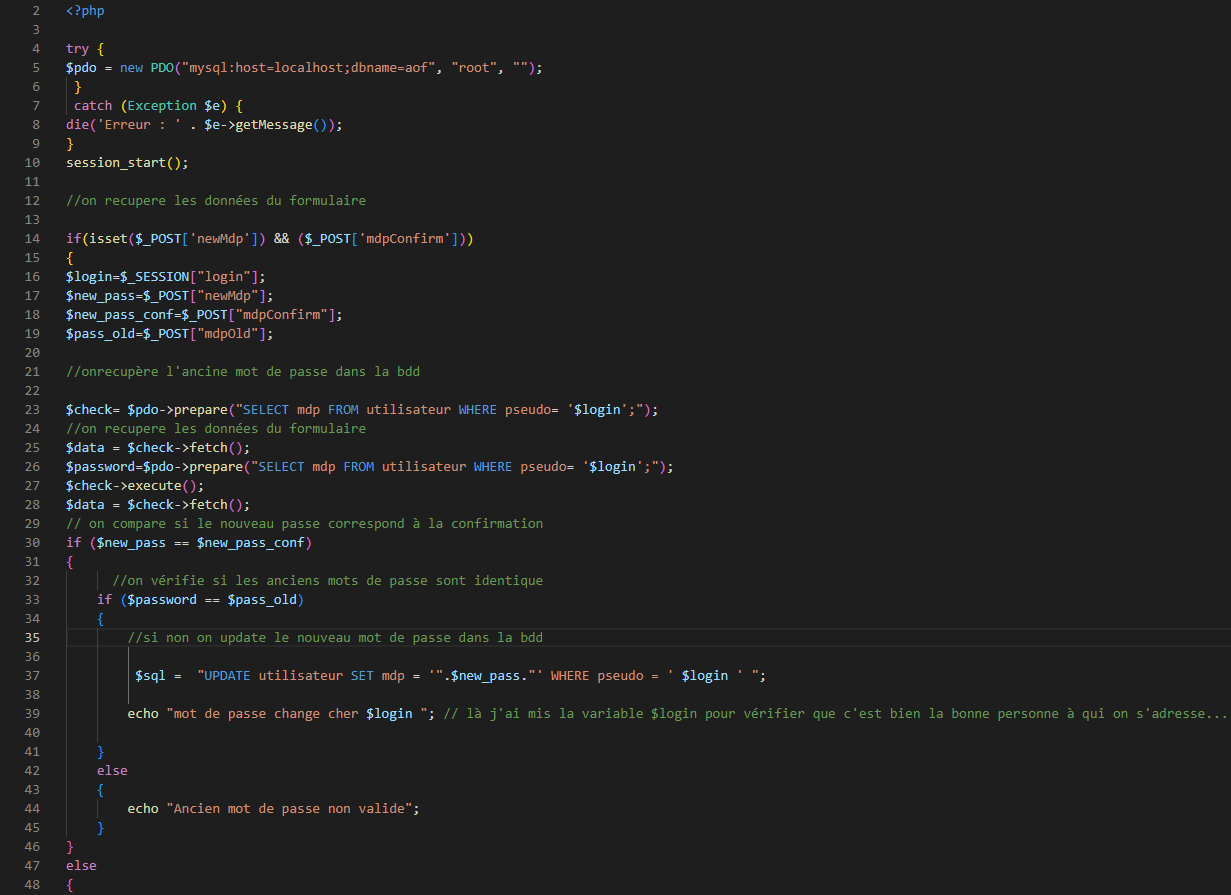 2 <?php
3
4 try {
5 $pdo = new PDO("mysql:host=localhost;dbname=aof", "root", "");
6 }
7 catch (Exception $e) {
8 die('Erreur : ' . $e->getMessage());
9 }
10 session_start();
11
12 //on recupere les données du formulaire
13
14 if(isset($_POST['newMdp']) && ($_POST['mdpConfirm']))
15 {
16 $login=$_SESSION["login"];
17 $new_pass=$_POST["newMdp"];
18 $new_pass_conf=$_POST["mdpConfirm"];
19 $pass_old=$_POST["mdpOld"];
20
21 //onrecupère l'ancine mot de passe dans la bdd
22
23 $check= $pdo->prepare("SELECT mdp FROM utilisateur WHERE pseudo= '$login';");
24 //on recupere les données du formulaire
25 $data = $check->fetch();
26 $password=$pdo->prepare("SELECT mdp FROM utilisateur WHERE pseudo= '$login';");
27 $check->execute();
28 $data = $check->fetch();
29 // on compare si le nouveau passe correspond à la confirmation
30 if ($new_pass == $new_pass_conf)
31 {
32 //on vérifie si les anciens mots de passe sont identique
33 if ($password == $pass_old)
34 {
35 //si non on update le nouveau mot de passe dans la bdd
36
37 $sql =  "UPDATE utilisateur SET mdp = '".$new_pass."' WHERE pseudo = ' $login ' ";
38
39 echo "mot de passe change cher $login "; // là j'ai mis la variable $login pour vérifier que c'est bien la bonne personne à qui on s'adresse...
40
41 }
42 else
43 {
44 echo "Ancien mot de passe non valide";
45 }
46 }
47 else
48 {